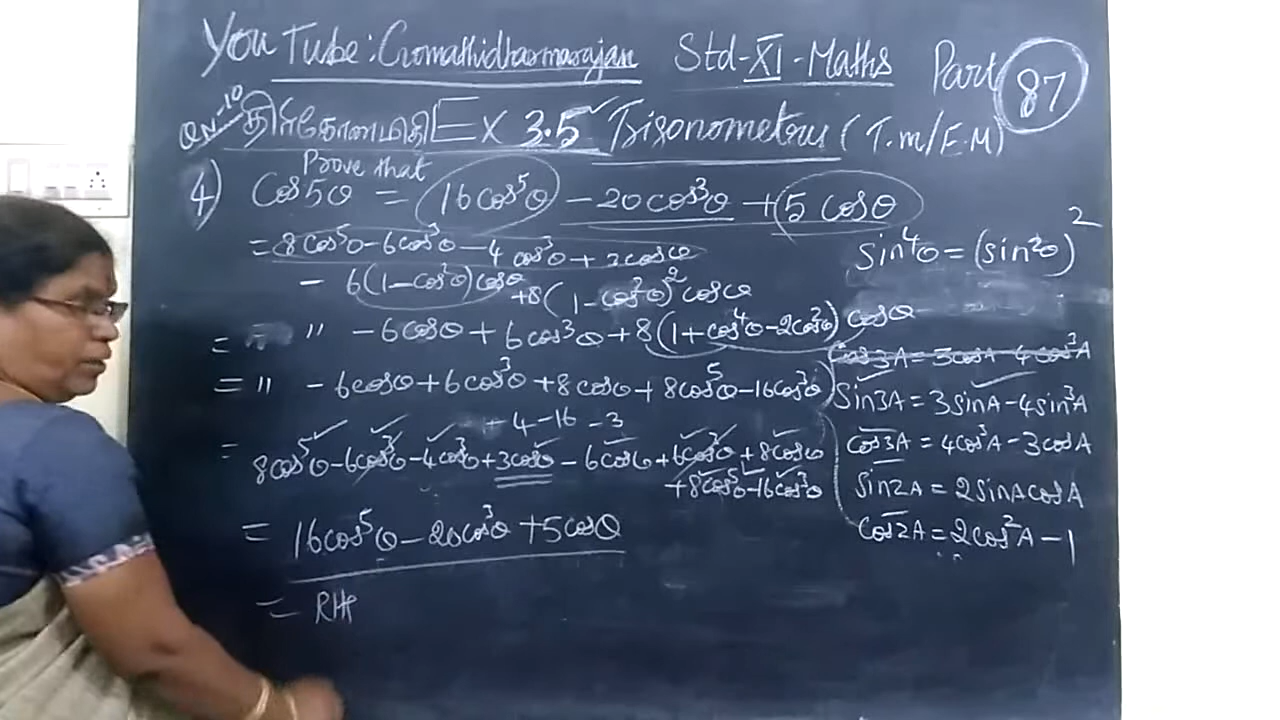 YouTube: Gomathidharmarajan Std-XI-Maths Part 87
QN-10 திரிகோணமிதி Ex 3.5 Trigonometry (T.M/E.M)
Prove that
4) Cos5θ = 16cos⁵θ - 20cos³θ + 5cosθ
= 8cos⁵θ - 6cos³θ - 4cos³θ + 3cosθ
- 6(1-cos²θ)cosθ + 8(1-cos²θ)² cosθ
= " - 6cosθ + 6cos³θ + 8(1+cos⁴θ-2cos²θ)cosθ
= " - 6cosθ + 6cos³θ + 8cosθ + 8cos⁵θ - 16cos³θ
- 4 - 16 - 3
= 8cos⁵θ - 6cos³θ - 4cos³θ + 3cosθ - 6cosθ + 6cos³θ + 8cosθ
+ 8cos⁵θ - 16cos³θ
= 16cos⁵θ - 20cos³θ + 5cosθ
= RHS
sin⁴θ = (sin²θ)²
Cos3A = 3cosA - 4cos³A
Sin3A = 3sinA - 4sin³A
Cos3A = 4cos³A - 3cosA
Sin2A = 2sinAcosA
Cos2A = 2cos²A - 1